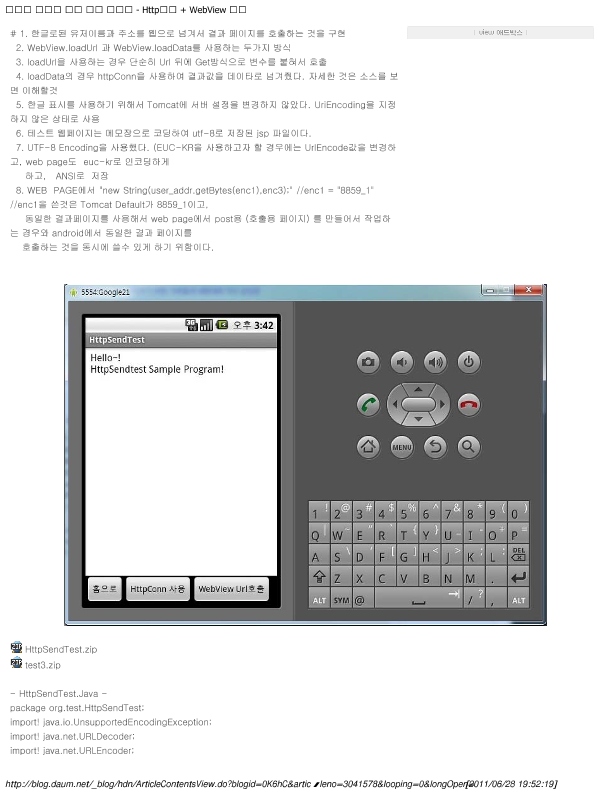 - Http + WebView
| view 애드박스 |
# 1. 한글로된 유저이름과 주소를 웹으로 넘겨서 결과 페이지를 호출하는 것을 구현
2. WebView.loadUrl 과 WebView.loadData를 사용하는 두가지 방식
3. loadUrl을 사용하는 경우 단순히 Url 뒤에 Get방식으로 변수를 붙혀서 호출
4. loadData의 경우 httpConn을 사용하여 결과값을 데이타로 넘겨줬다. 자세한 것은 소스를 보
면 이해할것
5. 한글 표시를 사용하기 위해서 Tomcat에 서버 설정을 변경하지 않았다. UriEncoding을 지정
하지 않은 상태로 사용
6. 테스트 웹페이지는 메모장으로 코딩하여 utf-8로 저장된 jsp 파일이다.
7. UTF-8 Encoding을 사용했다. (EUC-KR을 사용하고자 할 경우에는 UrlEncode값을 변경하
고, web page도 euc-kr로 인코딩하게
하고, ANSI로 저장
8. WEB PAGE에서 "new String(user_addr.getBytes(enc1),enc3);" //enc1 = "8859_1"
//enc1을 쓴것은 Tomcat Default가 8859_1이고,
동일한 결과페이지를 사용해서 web page에서 post용 (호출용 페이지) 를 만들어서 작업하
는 경우와 android에서 동일한 결과 페이지를
호출하는 것을 동시에 쓸수 있게 하기 위함이다.
5554:Google21
3G 오후 3:42
HttpSendTest
Hello~!
HttpSendtest Sample Program!
홈으로 HttpConn 사용 WebView Url호출
MENU
1 ! 2 @ 3 # 4 $ 5 % 6 ^ 7 & 8 * 9 ( 0 )
Q W ~ E " R T { Y } U _ I - O + P =
A S \ D ' F [ G ] H < J > K ; L : DEL
Z X C V B N M .
ALT SYM @ / ? , ALT
HttpSendTest.zip
test3.zip
- HttpSendTest.Java -
package org.test.HttpSendTest;
import! java.io.UnsupportedEncodingException;
import! java.net.URLDecoder;
import! java.net.URLEncoder;
http://blog.daum.net/_blog/hdn/ArticleContentsView.do?blogid=0K6hC&artic leno=3041578&looping=0&longOpen= [2011/06/28 19:52:19]